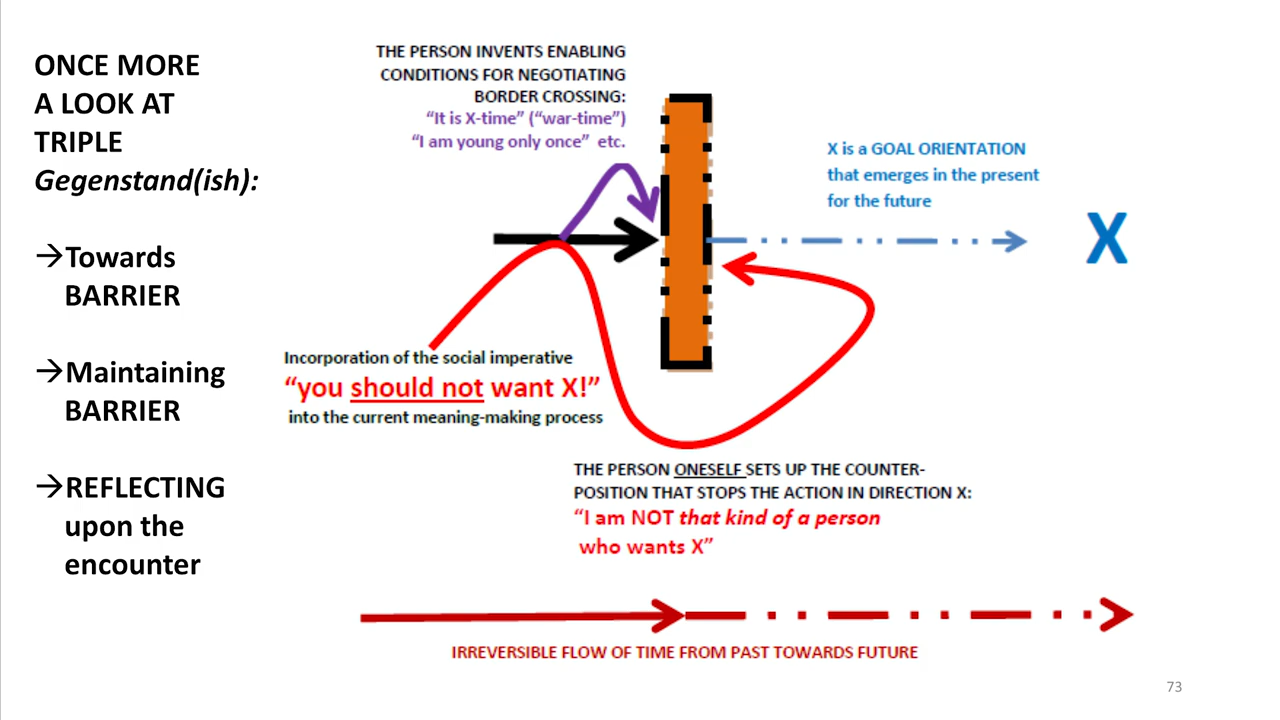 ONCE MORE
A LOOK AT
TRIPLE
Gegenstand(ish):
→Towards
BARRIER
→Maintaining
BARRIER
→REFLECTING
upon the
encounter
THE PERSON INVENTS ENABLING
CONDITIONS FOR NEGOTIATING
BORDER CROSSING:
“It is X-time” (“war-time”)
“I am young only once” etc.
X is a GOAL ORIENTATION
that emerges in the present
for the future
X
Incorporation of the social imperative
“you should not want X!”
into the current meaning-making process
THE PERSON ONESELF SETS UP THE COUNTER-
POSITION THAT STOPS THE ACTION IN DIRECTION X:
“I am NOT that kind of a person
who wants X”
IRREVERSIBLE FLOW OF TIME FROM PAST TOWARDS FUTURE
73